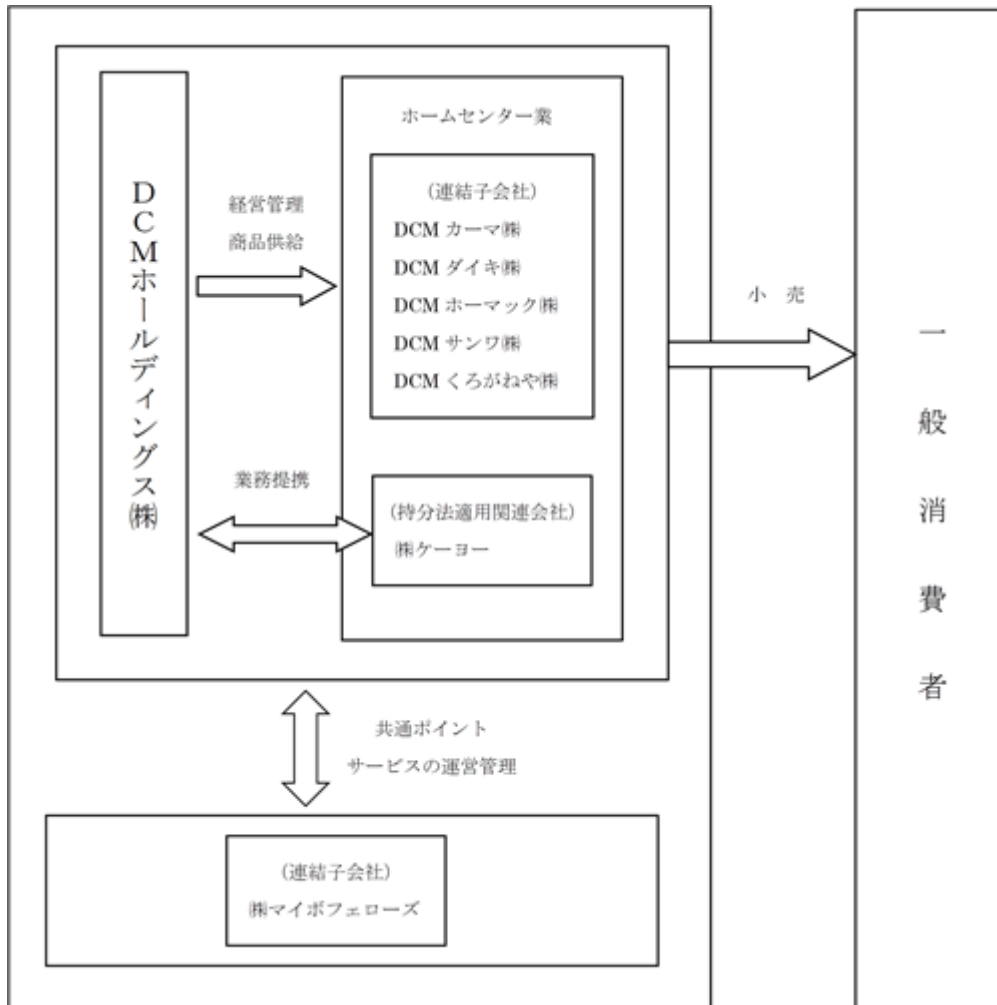 DCMホールディングス㈱
経営管理
商品供給
業務提携
ホームセンター業
(連結子会社)
DCM カーマ㈱
DCM ダイキ㈱
DCM ホーマック㈱
DCM サンワ㈱
DCM くろがねや㈱
(持分法適用関連会社)
㈱ケーヨー
小 売
一般消費者
共通ポイント
サービスの運営管理
(連結子会社)
㈱マイボフェローズ